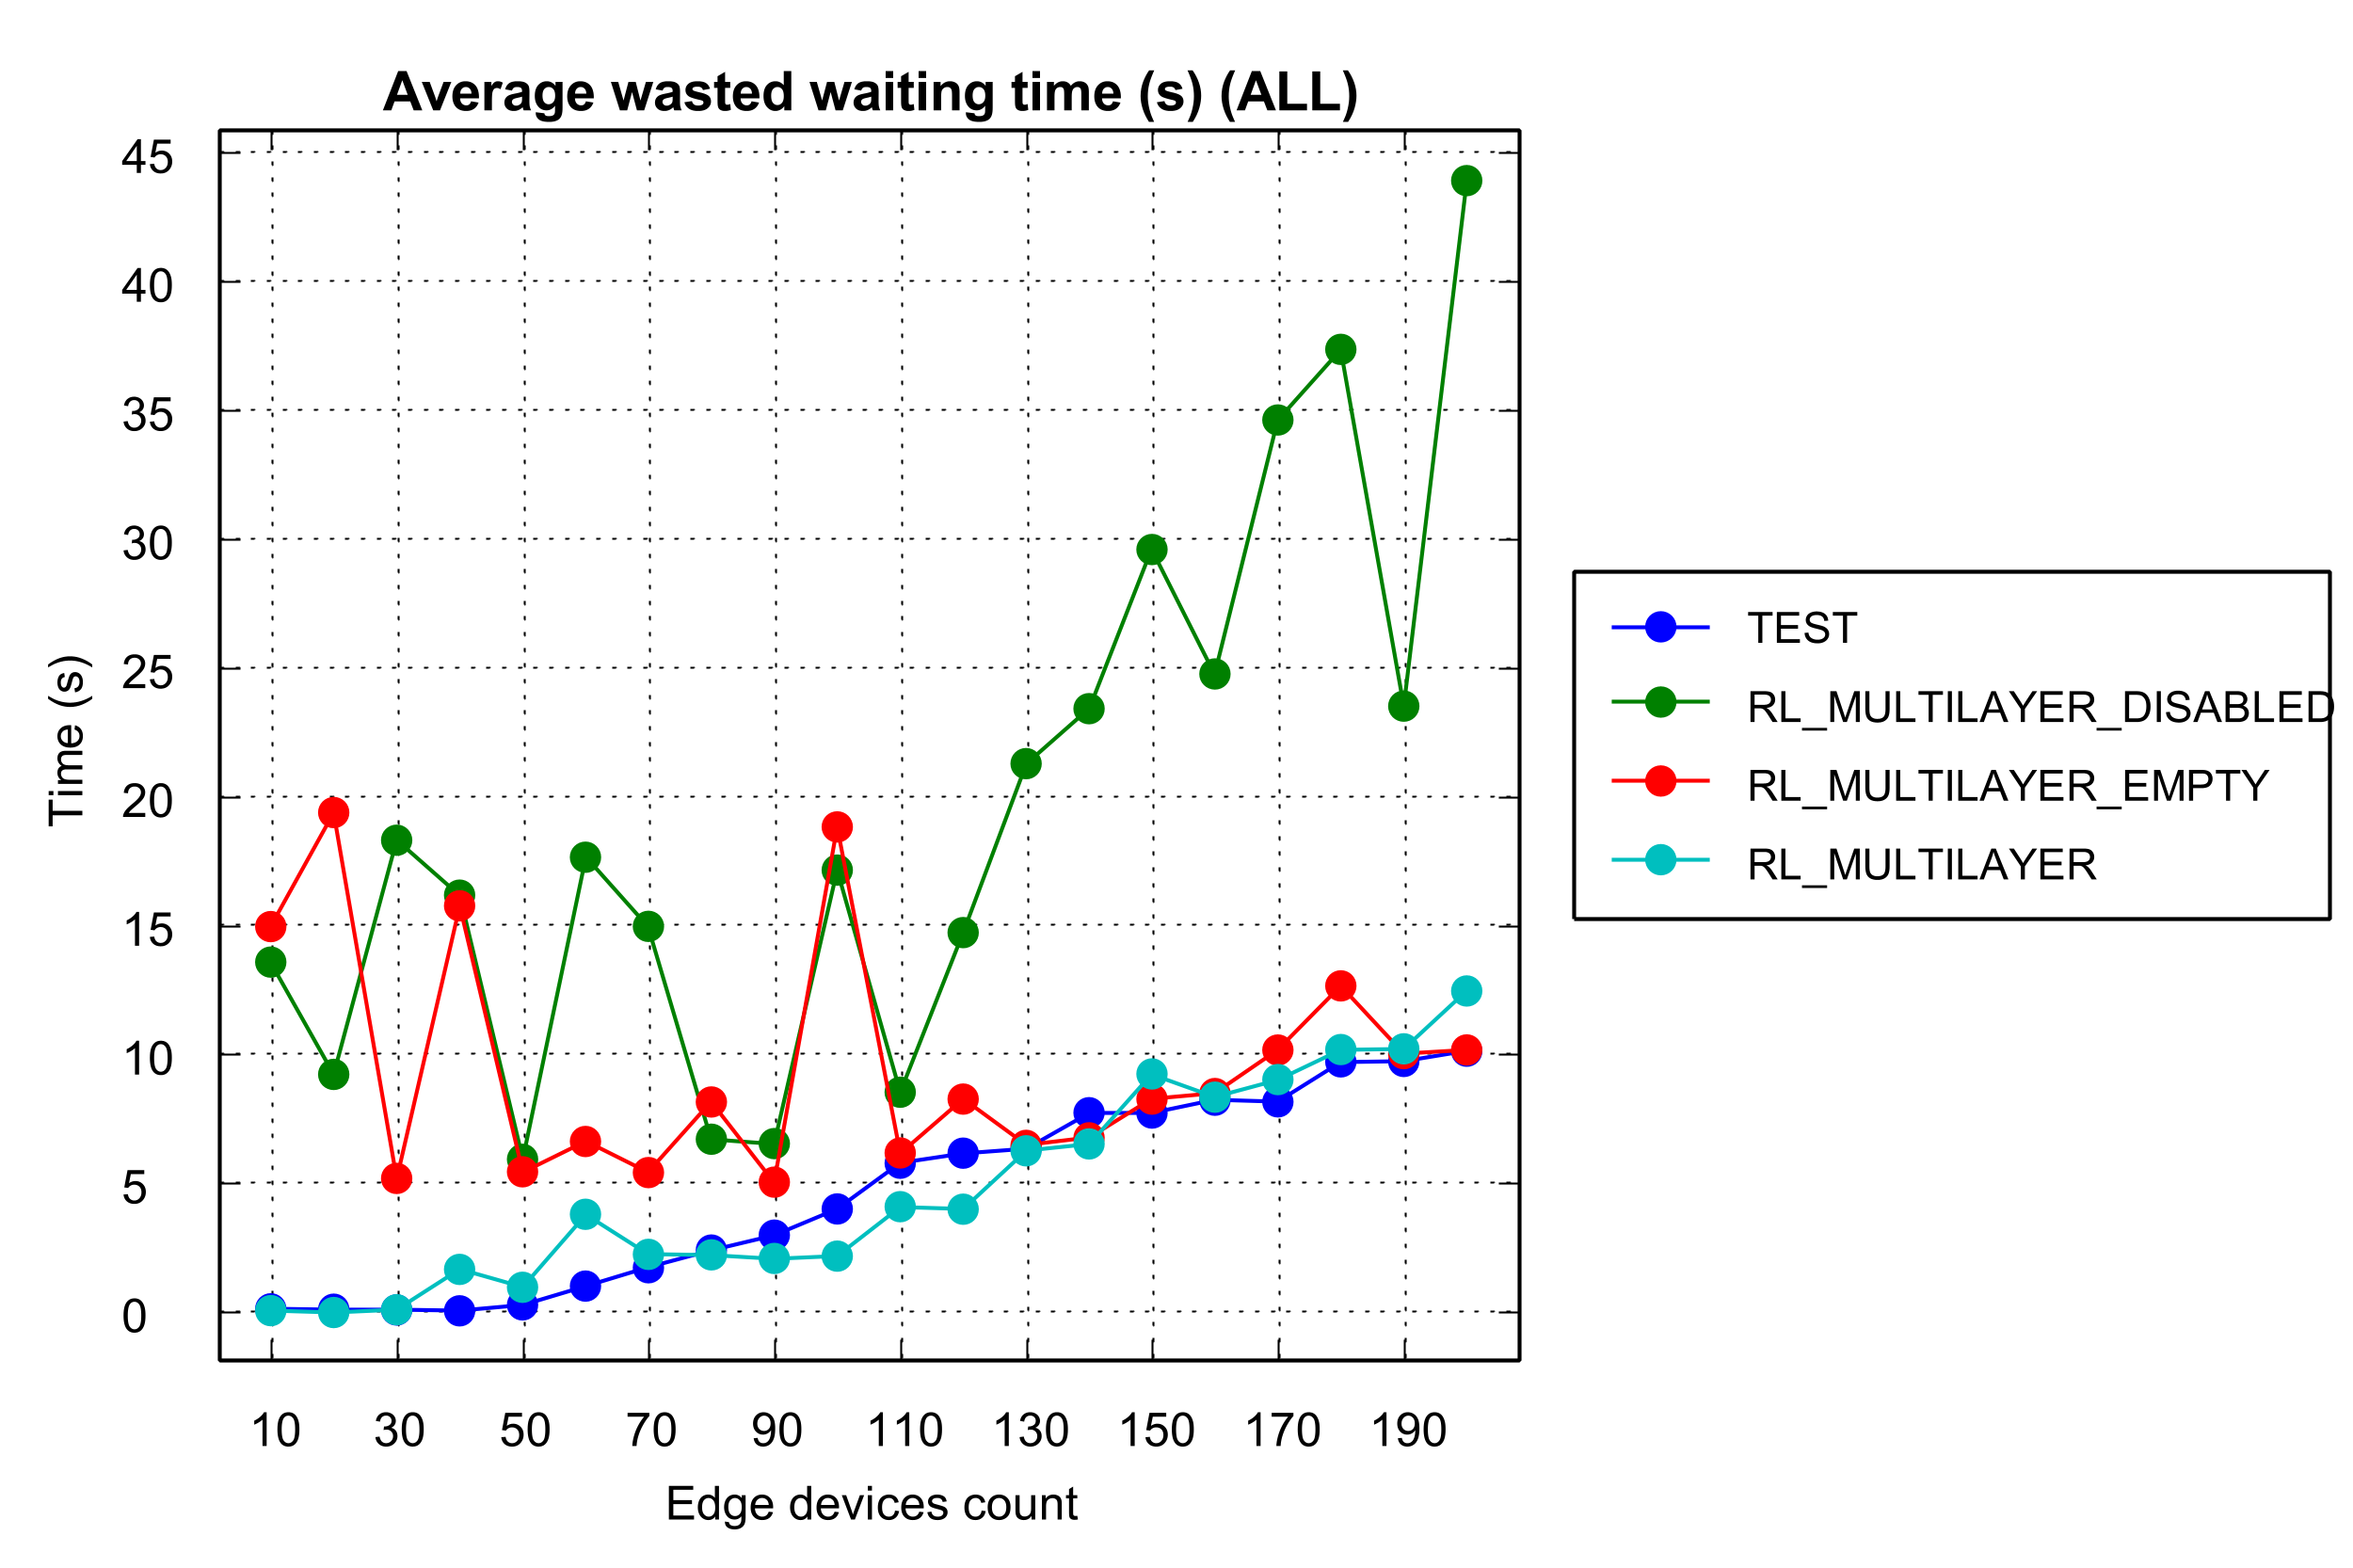 Average wasted waiting time (s) (ALL)
45
40
35
30
25
20
15
10
5
0
Time (s)
10 30 50 70 90 110 130 150 170 190
Edge devices count
TEST
RL_MULTILAYER_DISABLED
RL_MULTILAYER_EMPTY
RL_MULTILAYER